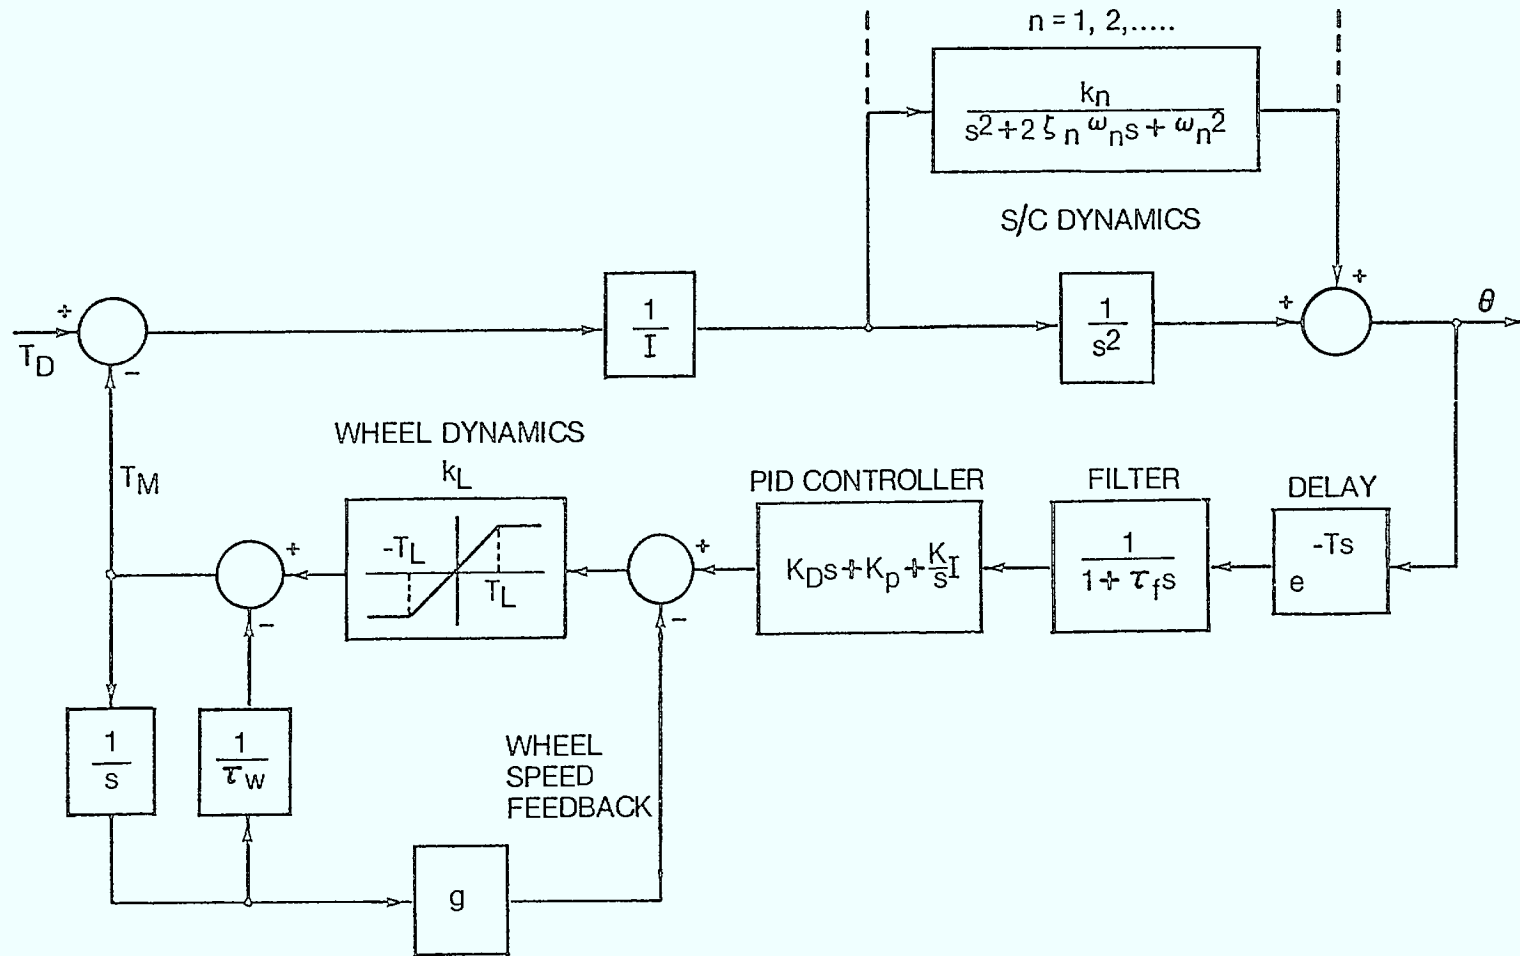 n = 1, 2,.....
kn
s2 + 2 ζn ωns + ωn2
S/C DYNAMICS
+
+
+
θ
1
I
1
s2
TD
-
WHEEL DYNAMICS
kL
TM
PID CONTROLLER
FILTER
DELAY
-TL
TL
+
+
KDs + Kp + KI
s
1
1 + τfs
e-Ts
-
-
1
s
1
τw
WHEEL
SPEED
FEEDBACK
g